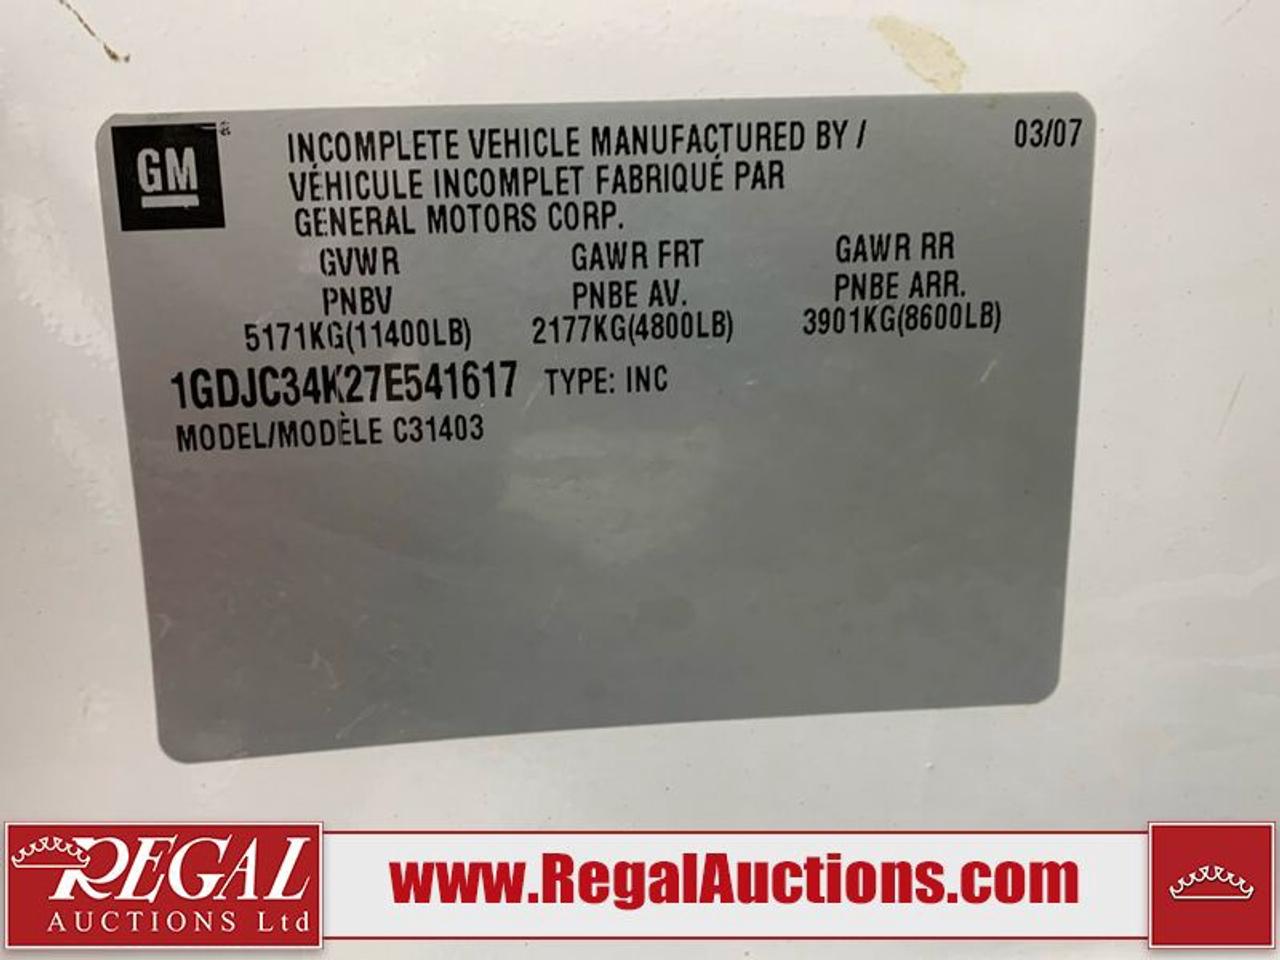 GM
INCOMPLETE VEHICLE MANUFACTURED BY / 03/07
VÉHICULE INCOMPLET FABRIQUÉ PAR
GENERAL MOTORS CORP.
GVWR GAWR FRT GAWR RR
PNBV PNBE AV. PNBE ARR.
5171KG(11400LB) 2177KG(4800LB) 3901KG(8600LB)
1GDJC34K27E541617 TYPE: INC
MODEL/MODÈLE C31403
REGAL
AUCTIONS Ltd
www.RegalAuctions.com